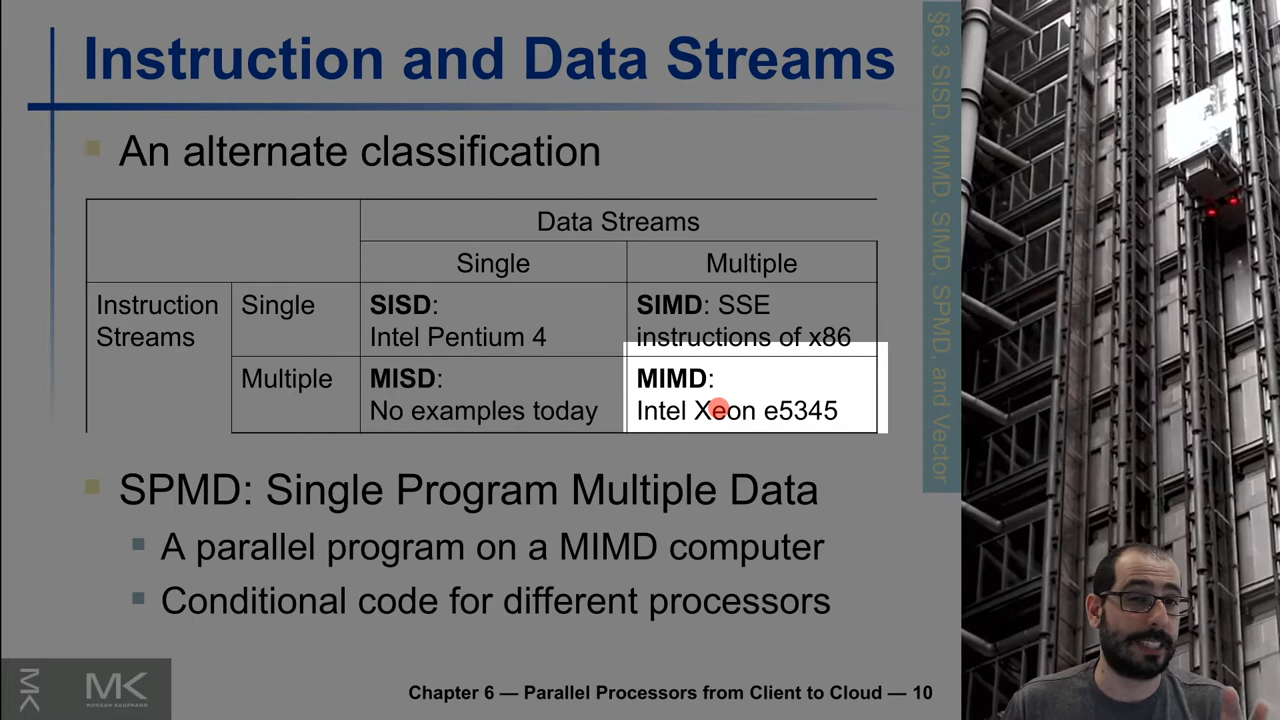 Instruction and Data Streams
An alternate classification
Data Streams
Single
Multiple
Instruction
Streams
Single
SISD:
Intel Pentium 4
SIMD: SSE
instructions of x86
Multiple
MISD:
No examples today
MIMD:
Intel Xeon e5345
SPMD: Single Program Multiple Data
A parallel program on a MIMD computer
Conditional code for different processors
§6.3 SISD, MIMD, SIMD, SPMD, and Vector
MK
MK
MORGAN KAUFMANN
Chapter 6 — Parallel Processors from Client to Cloud — 10